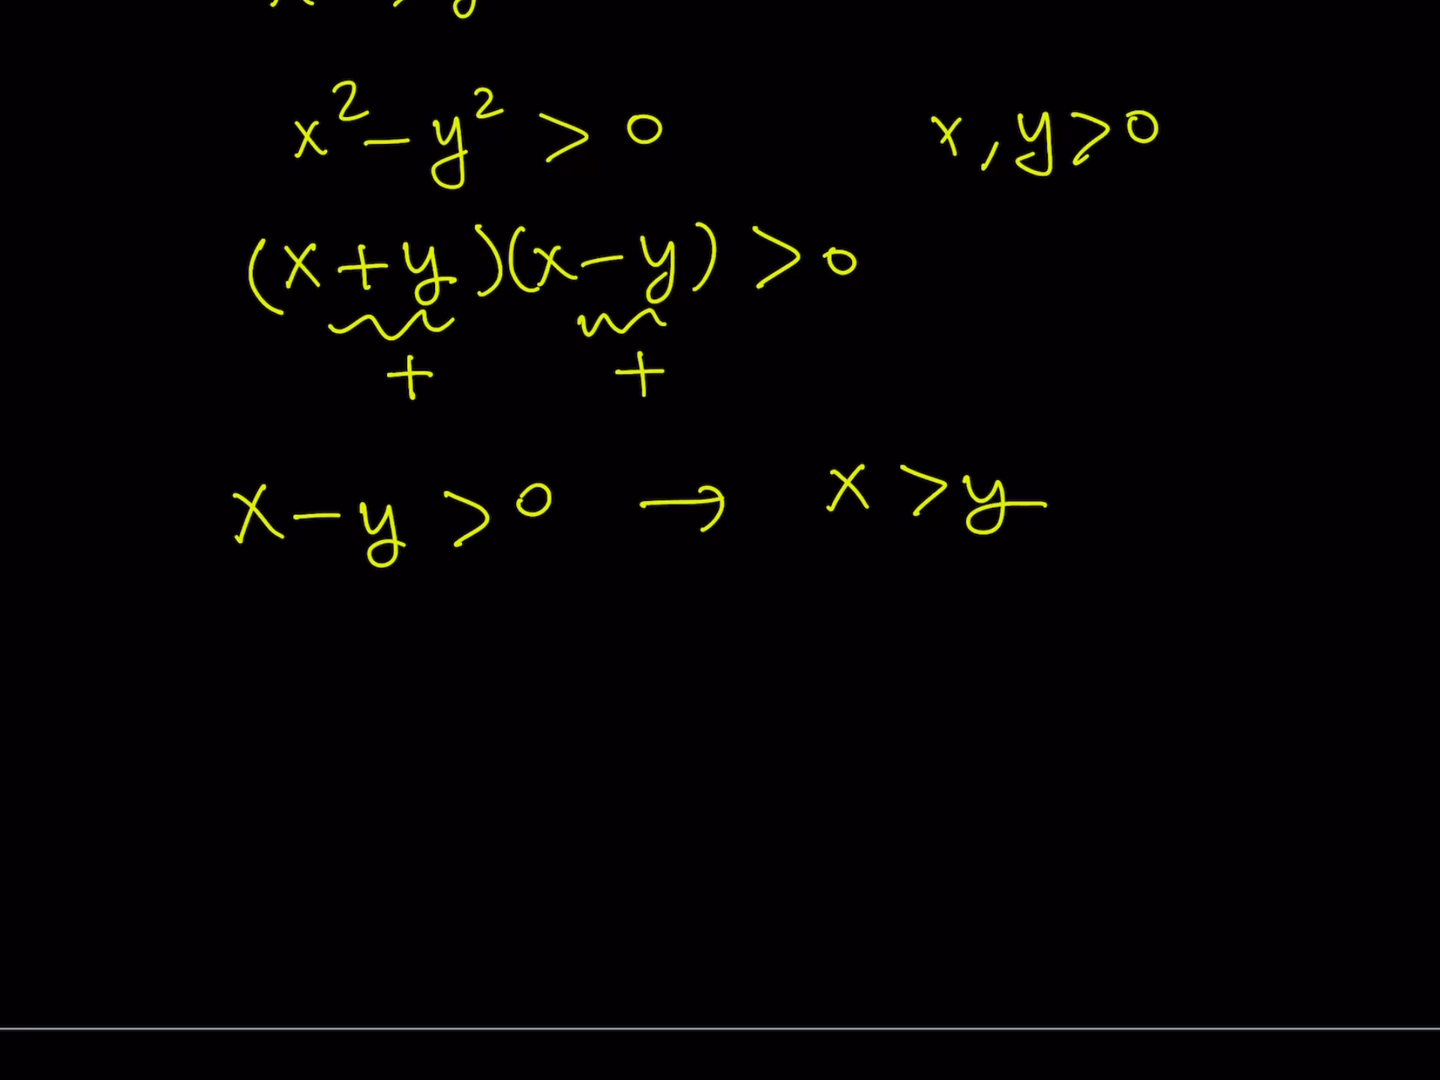 x² - y² > 0    x, y > 0
(x + y)(x - y) > 0
+    +
x - y > 0 → x > y